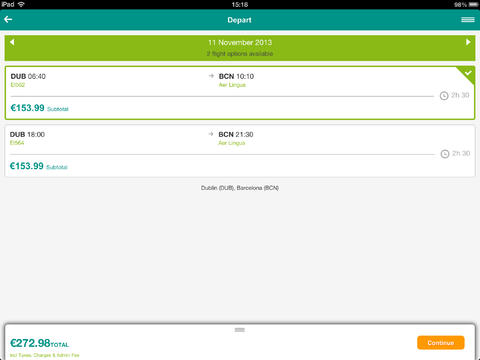 iPad 15:18 98%
Depart
11 November 2013
2 flight options available
DUB 06:40 → BCN 10:10
EI562 Aer Lingus
2h 30
€153.99 Subtotal
DUB 18:00 → BCN 21:30
EI564 Aer Lingus
2h 30
€153.99 Subtotal
Dublin (DUB), Barcelona (BCN)
€272.98 TOTAL
Continue
incl Taxes, Charges & Admin Fee